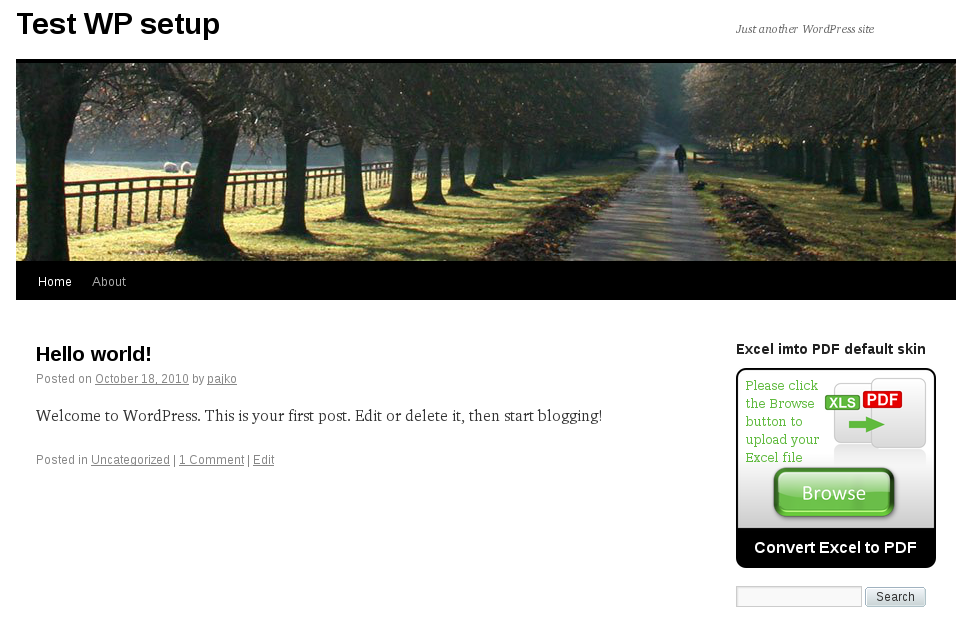 Test WP setup
Just another WordPress site
Home About
Hello world!
Posted on October 18, 2010 by pajko
Welcome to WordPress. This is your first post. Edit or delete it, then start blogging!
Posted in Uncategorized | 1 Comment | Edit
Excel imto PDF default skin
Please click
the Browse
button to
upload your
Excel file
XLS PDF
Browse
Convert Excel to PDF
Search